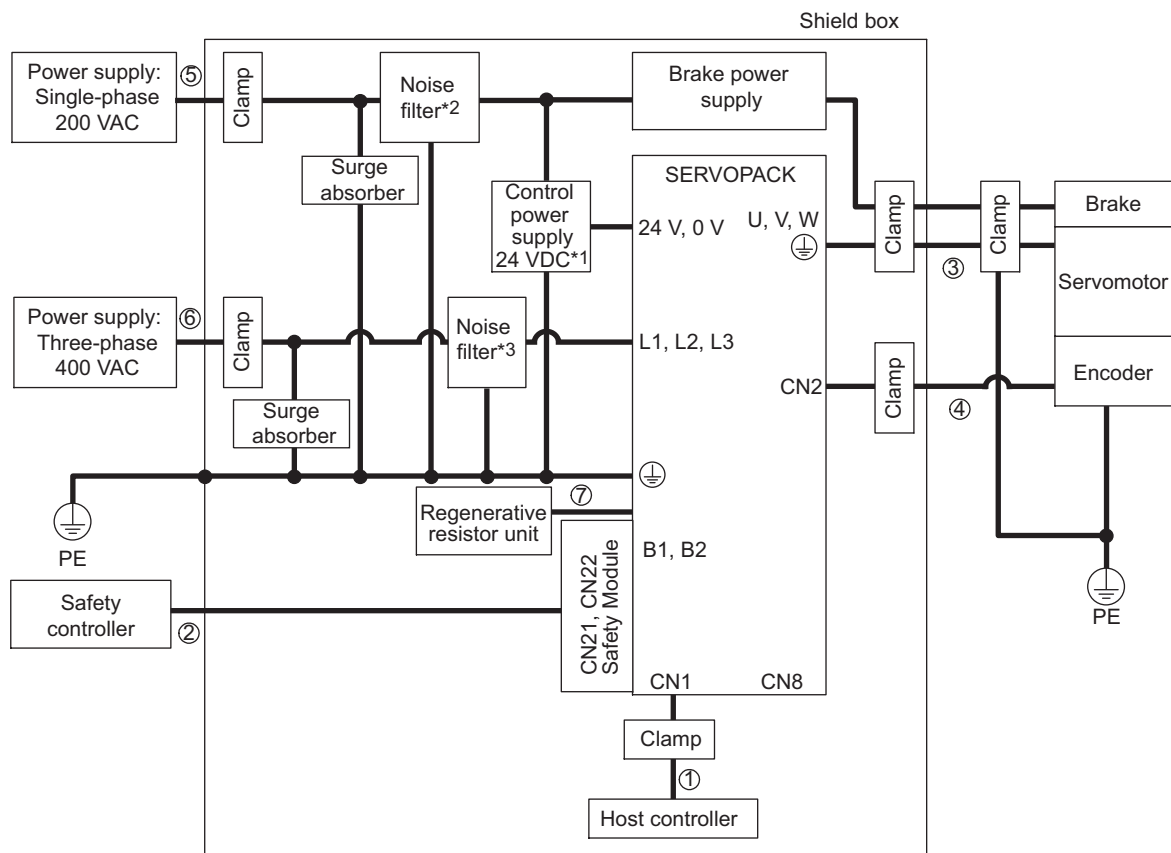 Shield box
Power supply:
Single-phase
200 VAC
⑤
Clamp
Noise
filter*2
Brake power
supply
Surge
absorber
Control
power
supply
24 VDC*1
SERVOPACK
24 V, 0 V
U, V, W
Clamp
Clamp
③
Brake
Servomotor
Encoder
Power supply:
Three-phase
400 VAC
⑥
Clamp
Noise
filter*3
L1, L2, L3
CN2
Clamp
④
Surge
absorber
PE
Regenerative
resistor unit
⑦
B1, B2
PE
Safety
controller
②
CN21, CN22
Safety Module
CN1
CN8
Clamp
①
Host controller